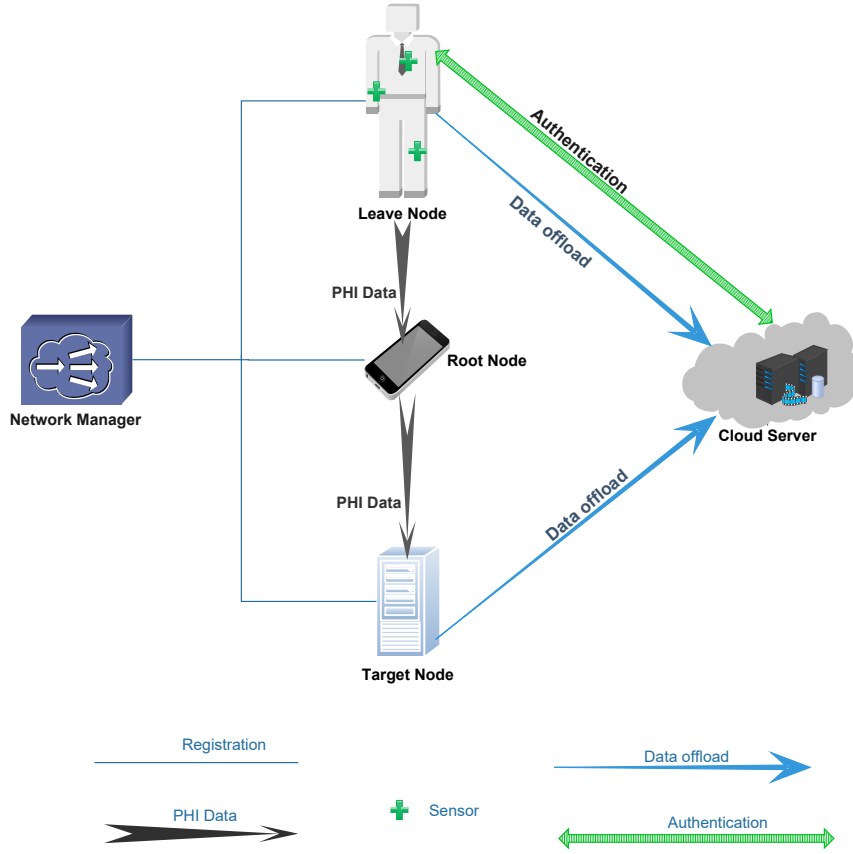 Authentication
Leave Node
Data offload
PHI Data
Root Node
Network Manager
Cloud Server
PHI Data
Data offload
Target Node
Registration
Data offload
PHI Data
Sensor
Authentication